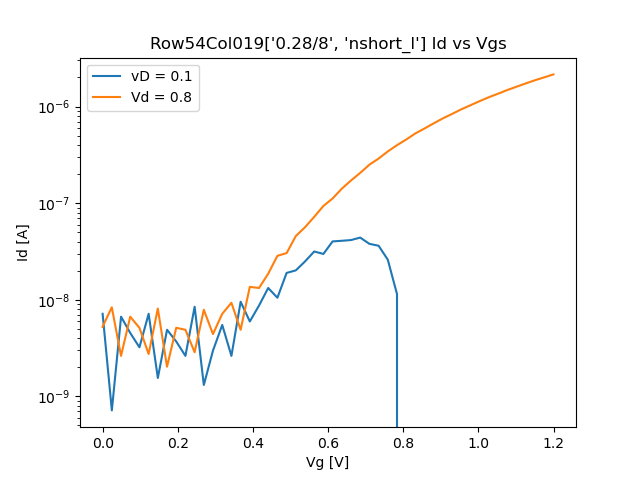 Row54Col019['0.28/8', 'nshort_l'] Id vs Vgs
vD = 0.1
Vd = 0.8
Id [A]
10⁻⁶
10⁻⁷
10⁻⁸
10⁻⁹
0.0 0.2 0.4 0.6 0.8 1.0 1.2
Vg [V]